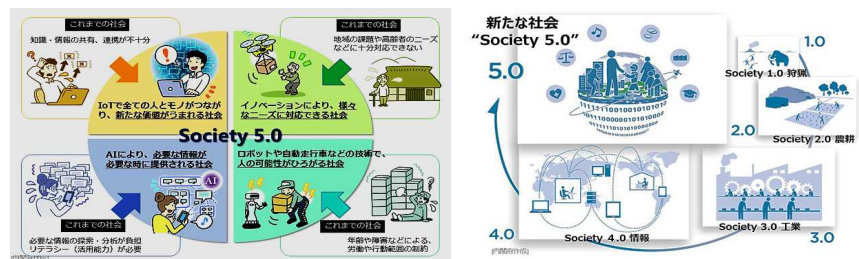 これまでの社会
知識・情報の共有、連携が不十分
IoTで全ての人とモノがつなが
り、新たな価値がうまれる社会
これまでの社会
地域の課題や高齢者のニーズ
などに十分対応できない
イノベーションにより、様々
なニーズに対応できる社会
Society 5.0
AIにより、必要な情報が
必要な時に提供される社会
AI
これまでの社会
必要な情報の探索・分析が負担
リテラシー（活用能力）が必要
ロボットや自動走行車などの技術で、
人の可能性がひろがる社会
これまでの社会
年齢や障害などによる、
労働や行動範囲の制約
新たな社会
“Society 5.0”
5.0
1.0
Society 1.0 狩猟
2.0
Society 2.0 農耕
Society 3.0 工業
3.0
4.0
Society 4.0 情報
[内閣府作成]